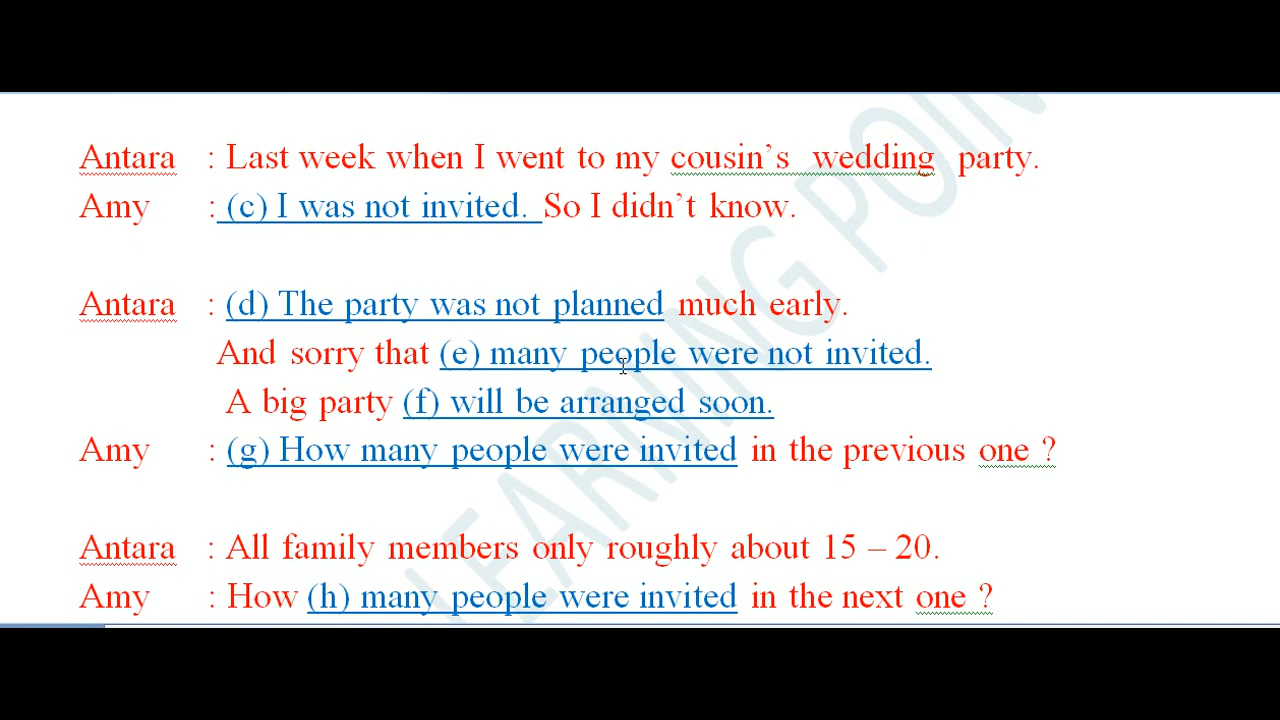 Antara : Last week when I went to my cousin's wedding party.
Amy : (c) I was not invited. So I didn't know.
Antara : (d) The party was not planned much early.
And sorry that (e) many people were not invited.
A big party (f) will be arranged soon.
Amy : (g) How many people were invited in the previous one ?
Antara : All family members only roughly about 15 – 20.
Amy : How (h) many people were invited in the next one ?
LEARNING POINT